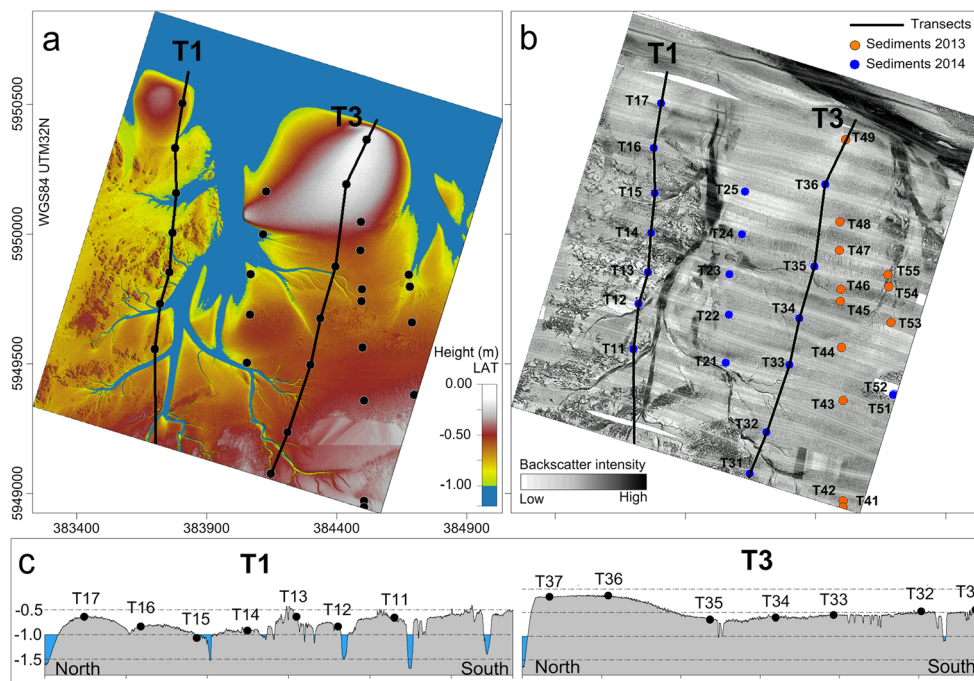 a
T1
T3
WGS84 UTM32N
5950500
5950000
5949500
5949000
383400
383900
384400
384900
Height (m)
LAT
0.00
-0.50
-1.00
b
Transects
Sediments 2013
Sediments 2014
T1
T3
T17
T49
T16
T36
T15
T25
T48
T14
T24
T47
T13
T23
T35
T55
T46
T54
T12
T45
T22
T34
T53
T11
T44
T21
T33
T52
T43
T51
T32
T31
T42
T41
Backscatter intensity
Low
High
c
T1
-0.5
-1.0
-1.5
T17
T16
T15
T14
T13
T12
T11
North
South
T3
T37
T36
T35
T34
T33
T32
T3
North
South